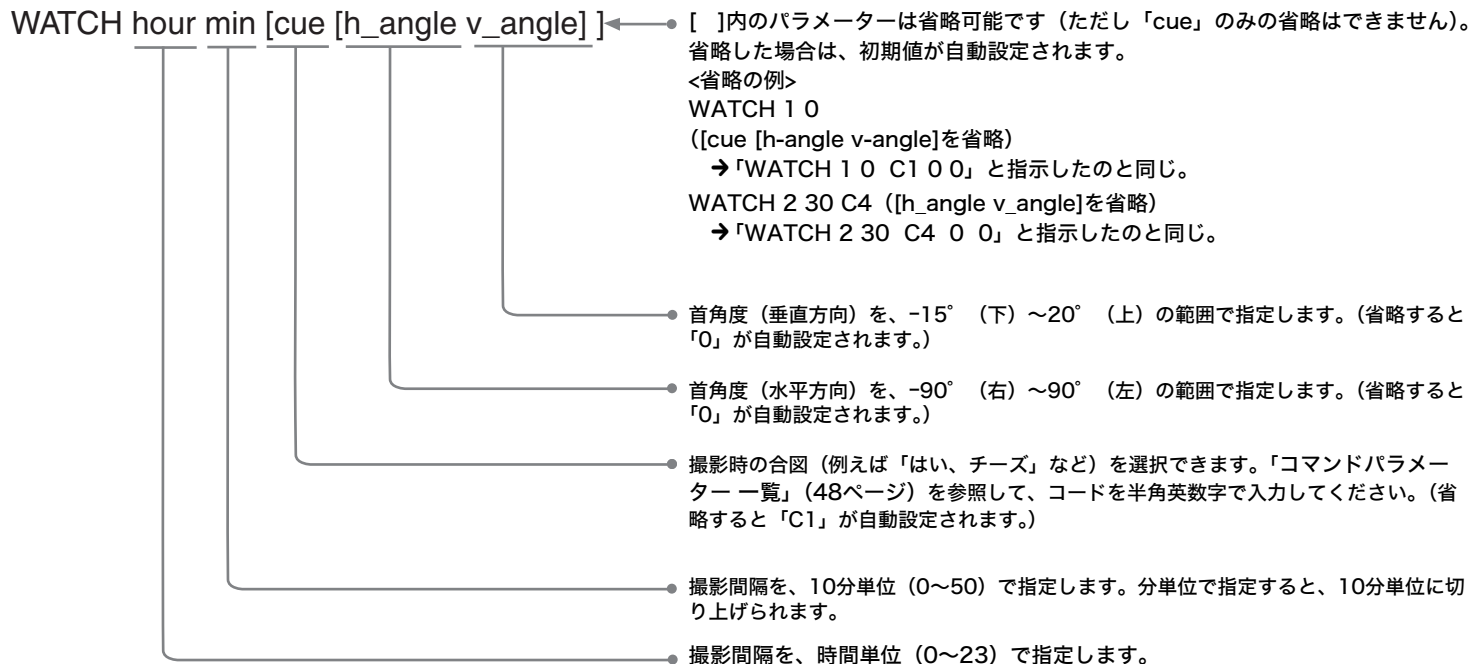 WATCH hour min [cue [h_angle v_angle] ]
[　]内のパラメーターは省略可能です（ただし「cue」のみの省略はできません）。
省略した場合は、初期値が自動設定されます。
<省略の例>
WATCH 1 0
（[cue [h-angle v-angle]を省略）
➔「WATCH 1 0  C1 0 0」と指示したのと同じ。
WATCH 2 30 C4（[h_angle v_angle]を省略）
➔「WATCH 2 30  C4  0  0」と指示したのと同じ。
首角度（垂直方向）を、−15°（下）〜20°（上）の範囲で指定します。（省略すると
「0」が自動設定されます。）
首角度（水平方向）を、−90°（右）〜90°（左）の範囲で指定します。（省略すると
「0」が自動設定されます。）
撮影時の合図（例えば「はい、チーズ」など）を選択できます。「コマンドパラメー
ター 一覧」（48ページ）を参照して、コードを半角英数字で入力してください。（省
略すると「C1」が自動設定されます。）
撮影間隔を、10分単位（0〜50）で指定します。分単位で指定すると、10分単位に切
り上げられます。
撮影間隔を、時間単位（0〜23）で指定します。